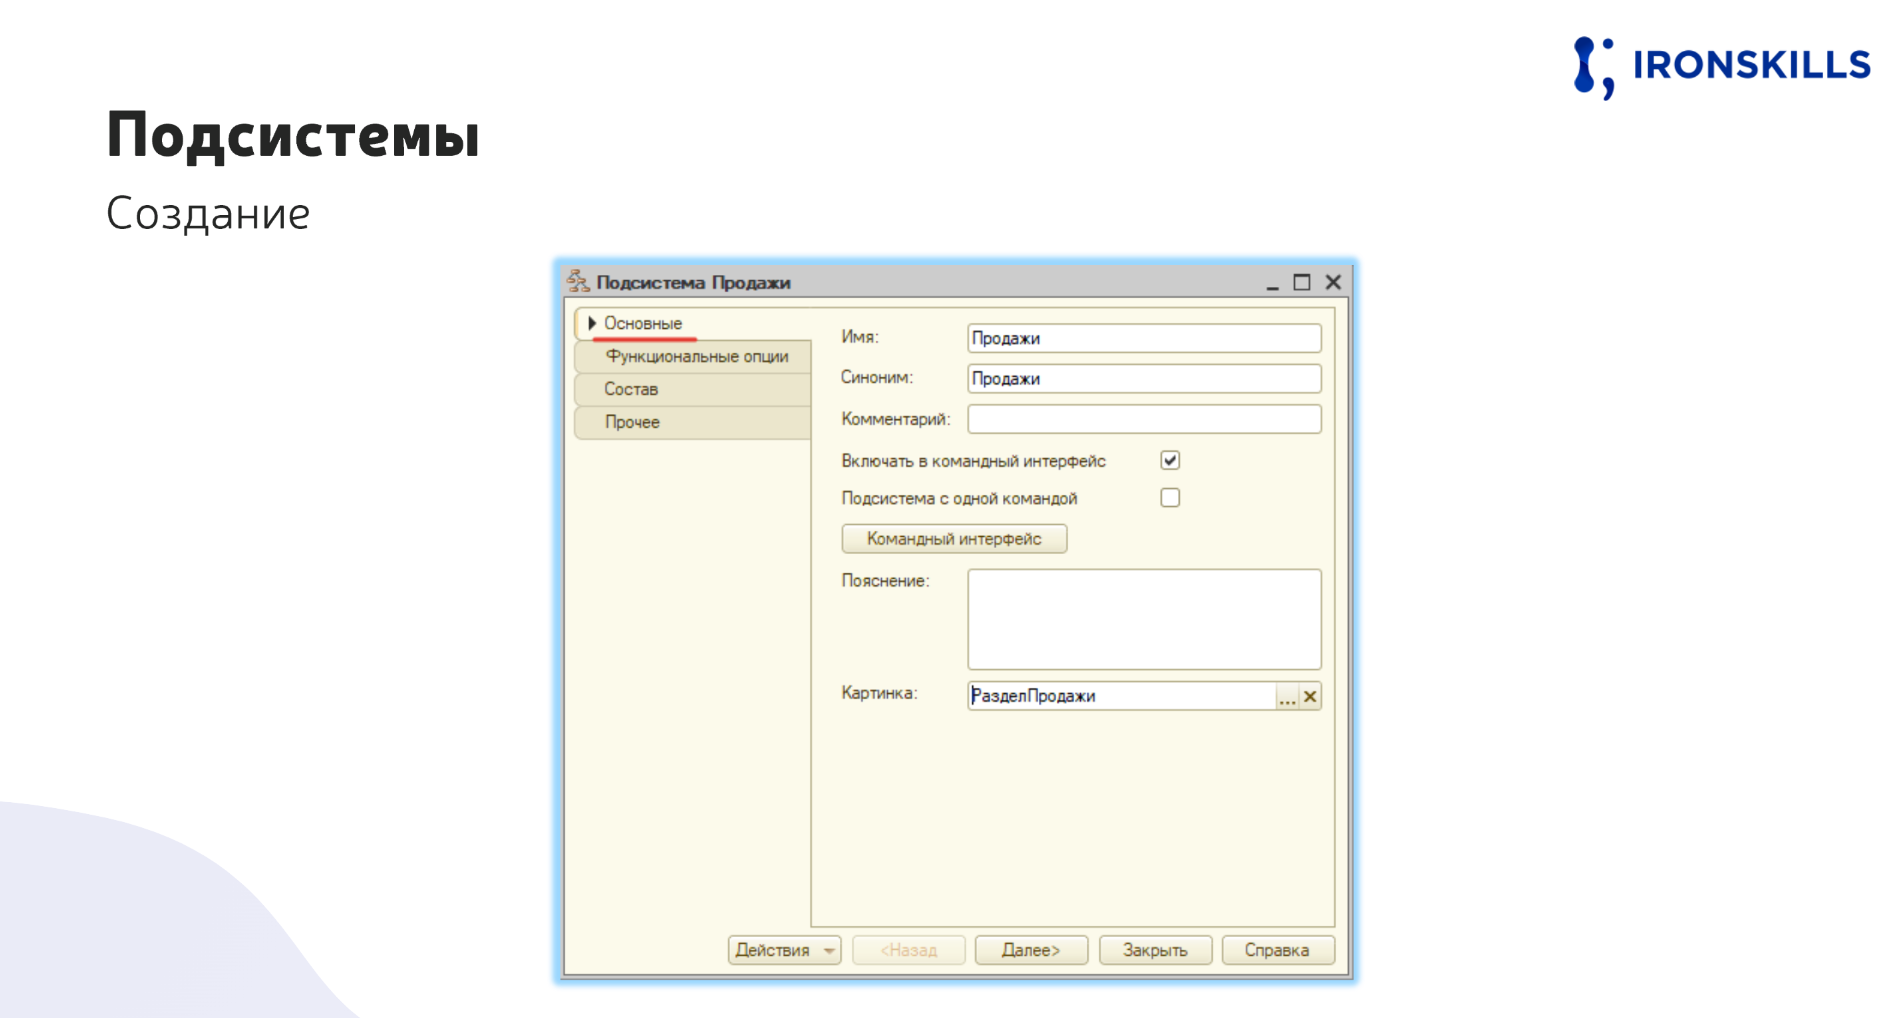 IRONSKILLS
Подсистемы
Создание
Подсистема Продажи
Основные
Функциональные опции
Состав
Прочее
Имя: Продажи
Синоним: Продажи
Комментарий:
Включать в командный интерфейс
Подсистема с одной командой
Командный интерфейс
Пояснение:
Картинка: РазделПродажи ...
Действия <Назад Далее> Закрыть Справка